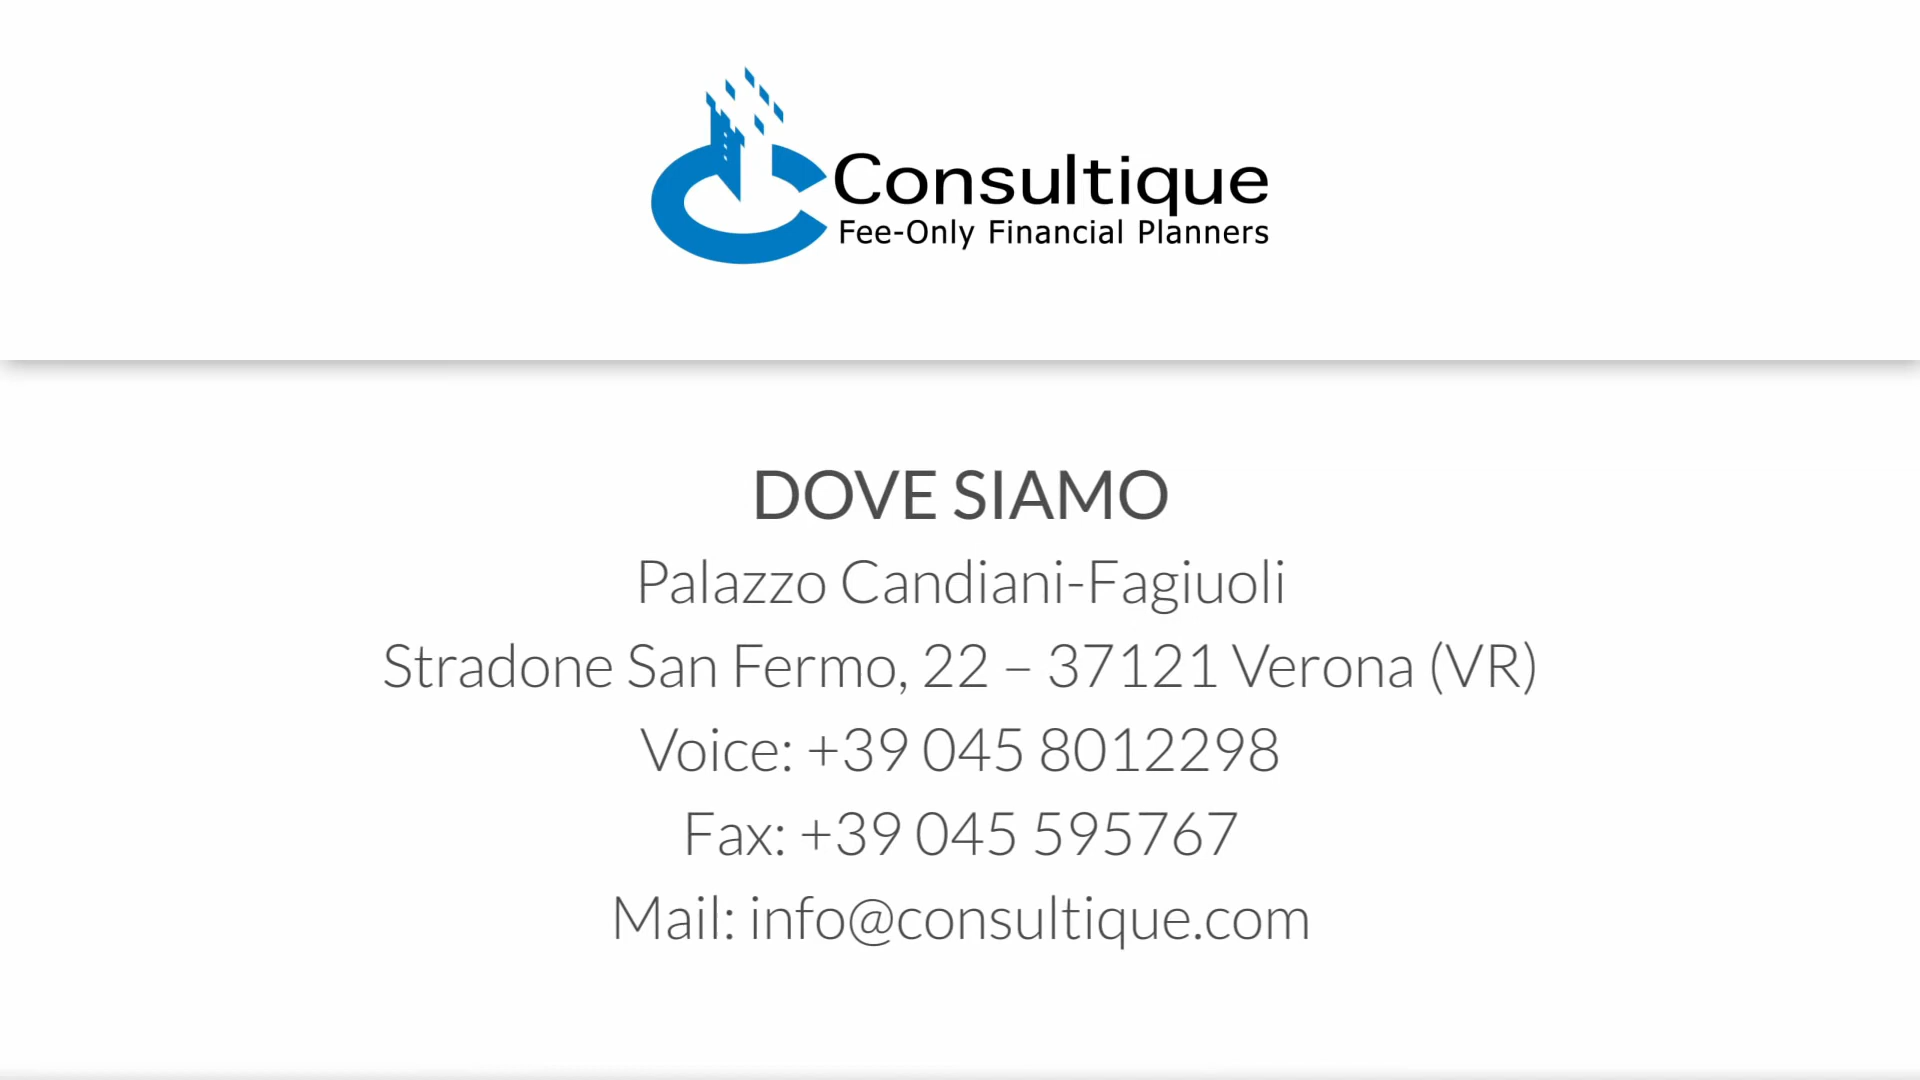 Consultique
Fee-Only Financial Planners
DOVE SIAMO
Palazzo Candiani-Fagiuoli
Stradone San Fermo, 22 – 37121 Verona (VR)
Voice: +39 045 8012298
Fax: +39 045 595767
Mail: info@consultique.com